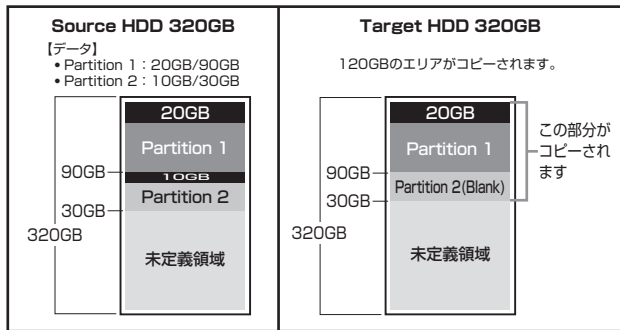 Source HDD 320GB
【データ】
• Partition 1：20GB/90GB
• Partition 2：10GB/30GB
20GB
Partition 1
90GB
10GB
Partition 2
30GB
320GB
未定義領域
Target HDD 320GB
120GBのエリアがコピーされます。
20GB
Partition 1
この部分が
コピーされ
ます
90GB
Partition 2(Blank)
30GB
320GB
未定義領域